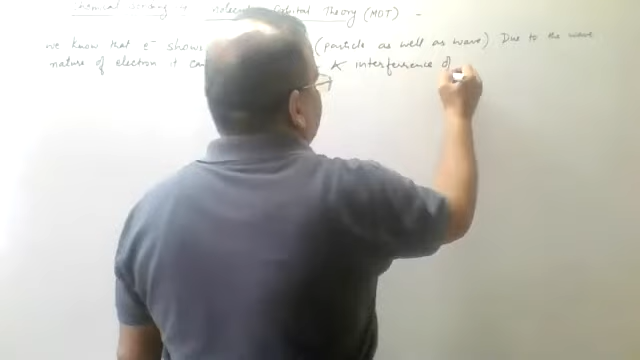 Chemical Bonding :- Molecular Orbital Theory (MOT) -
we know that e⁻ shows (particle as well as wave) Due to the wave
nature of electron it can & interferrence of